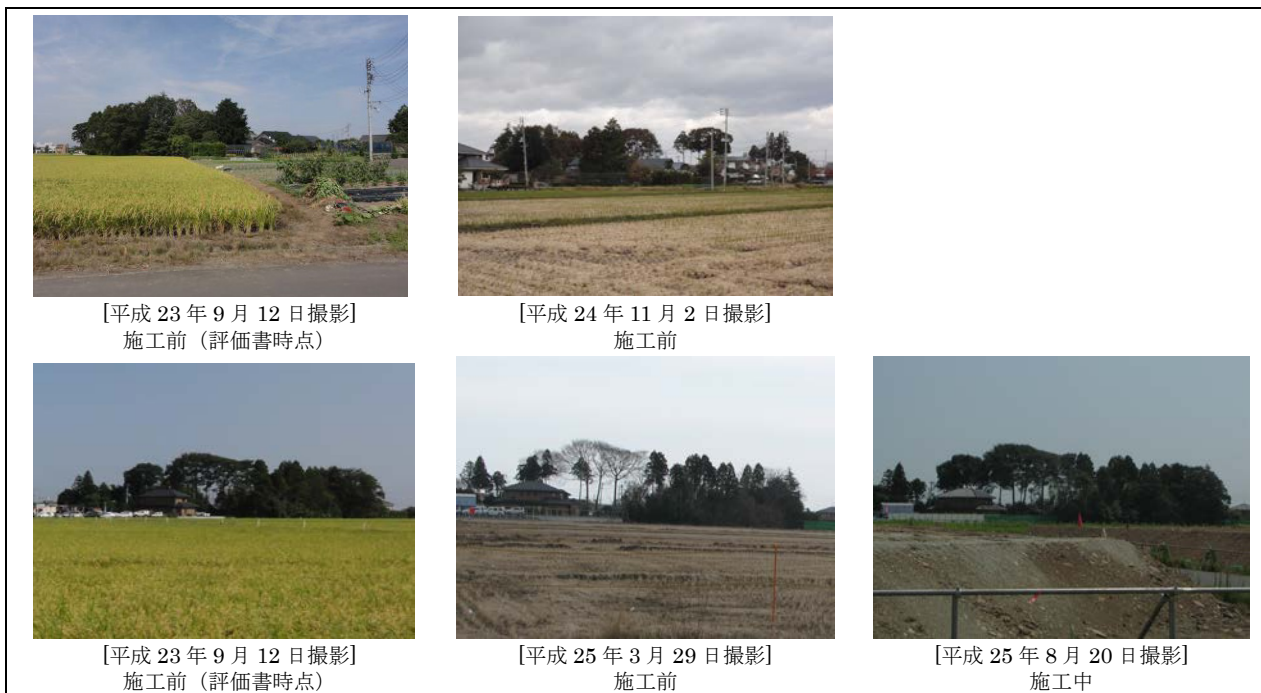 [平成 23 年 9 月 12 日撮影]
施工前（評価書時点）
[平成 24 年 11 月 2 日撮影]
施工前
[平成 23 年 9 月 12 日撮影]
施工前（評価書時点）
[平成 25 年 3 月 29 日撮影]
施工前
[平成 25 年 8 月 20 日撮影]
施工中